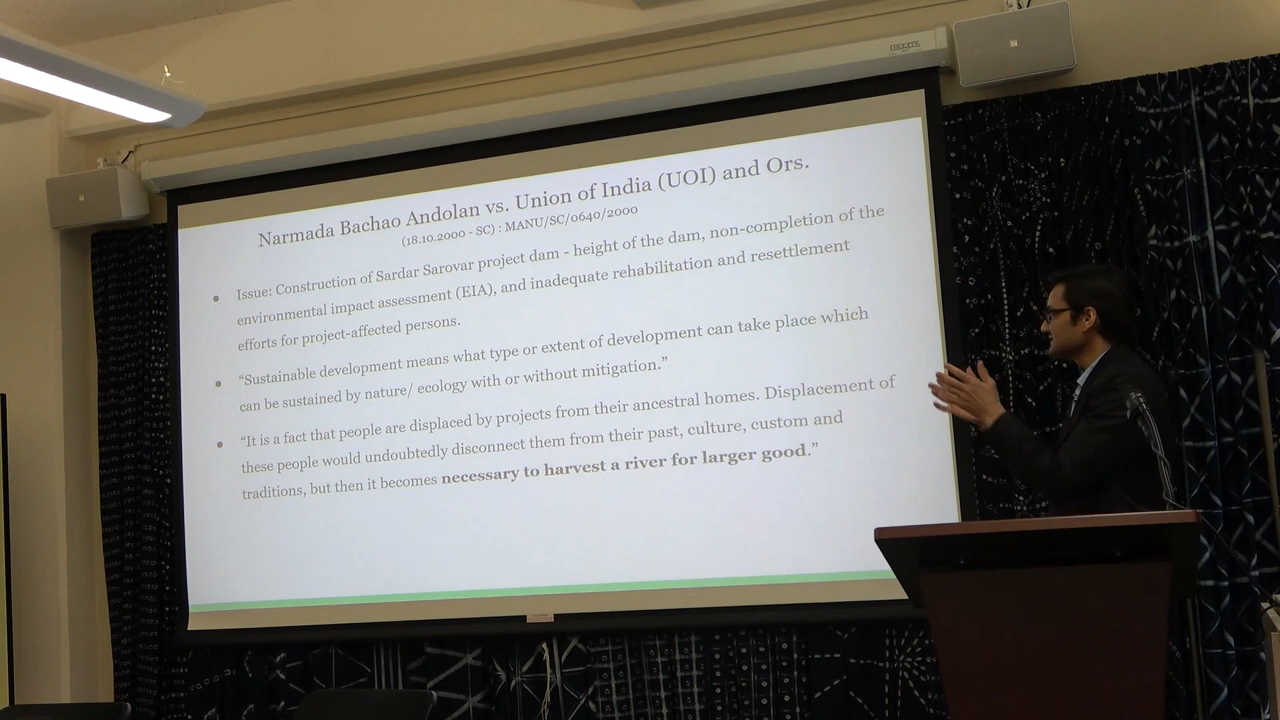 Narmada Bachao Andolan vs. Union of India (UOI) and Ors.
(18.10.2000 - SC) : MANU/SC/0640/2000
• Issue: Construction of Sardar Sarovar project dam - height of the dam, non-completion of the
environmental impact assessment (EIA), and inadequate rehabilitation and resettlement
efforts for project-affected persons.
• “Sustainable development means what type or extent of development can take place which
can be sustained by nature/ ecology with or without mitigation.”
• “It is a fact that people are displaced by projects from their ancestral homes. Displacement of
these people would undoubtedly disconnect them from their past, culture, custom and
traditions, but then it becomes necessary to harvest a river for larger good.”